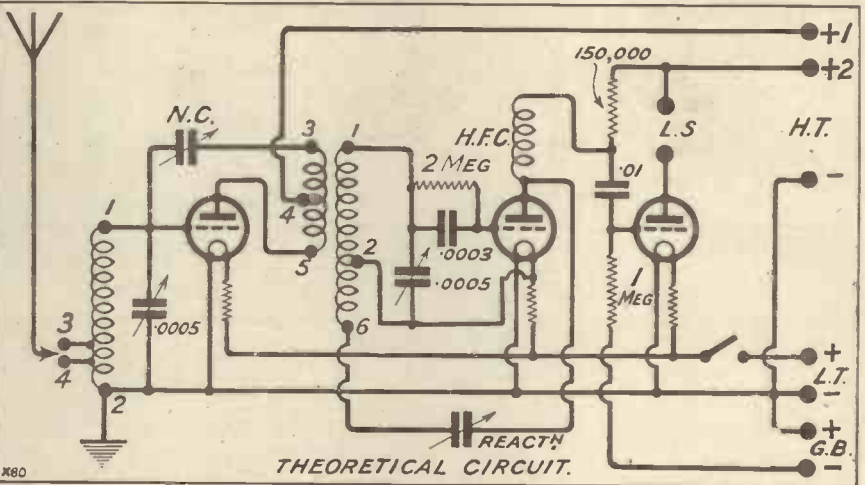 +1
150,000
+2
N.C.
3
1
H.F.C.
L.S
H.T.
2 MEG
.01
-
1
4
2
5
.0003
.0005
1
MEG
3
.0005
6
4
+
L.T.
-
2
+
REACTN.
G.B.
-
X80
THEORETICAL CIRCUIT.